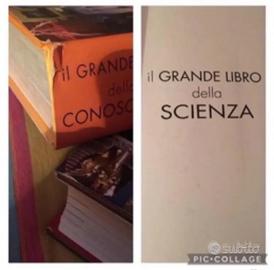 il GRANDE
della
CONOSC
il GRANDE LIBRO
della
SCIENZA
subito
PIC•COLLAGE